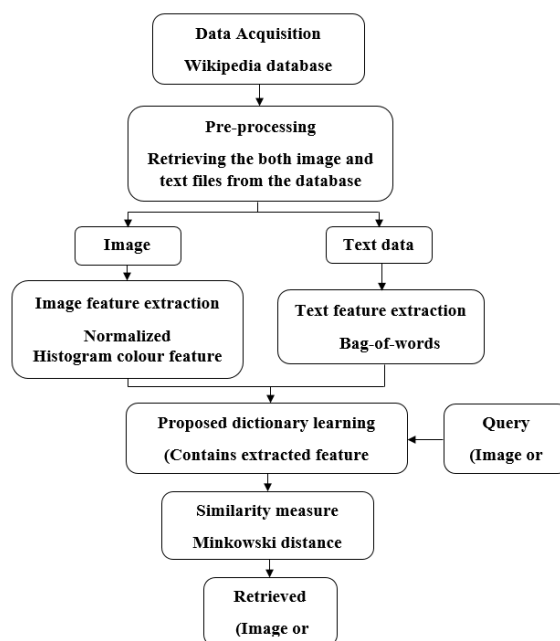 Data Acquisition
Wikipedia database
Pre-processing
Retrieving the both image and
text files from the database
Image
Text data
Image feature extraction
Normalized
Histogram colour feature
Text feature extraction
Bag-of-words
Proposed dictionary learning
(Contains extracted feature
Query
(Image or
Similarity measure
Minkowski distance
Retrieved
(Image or